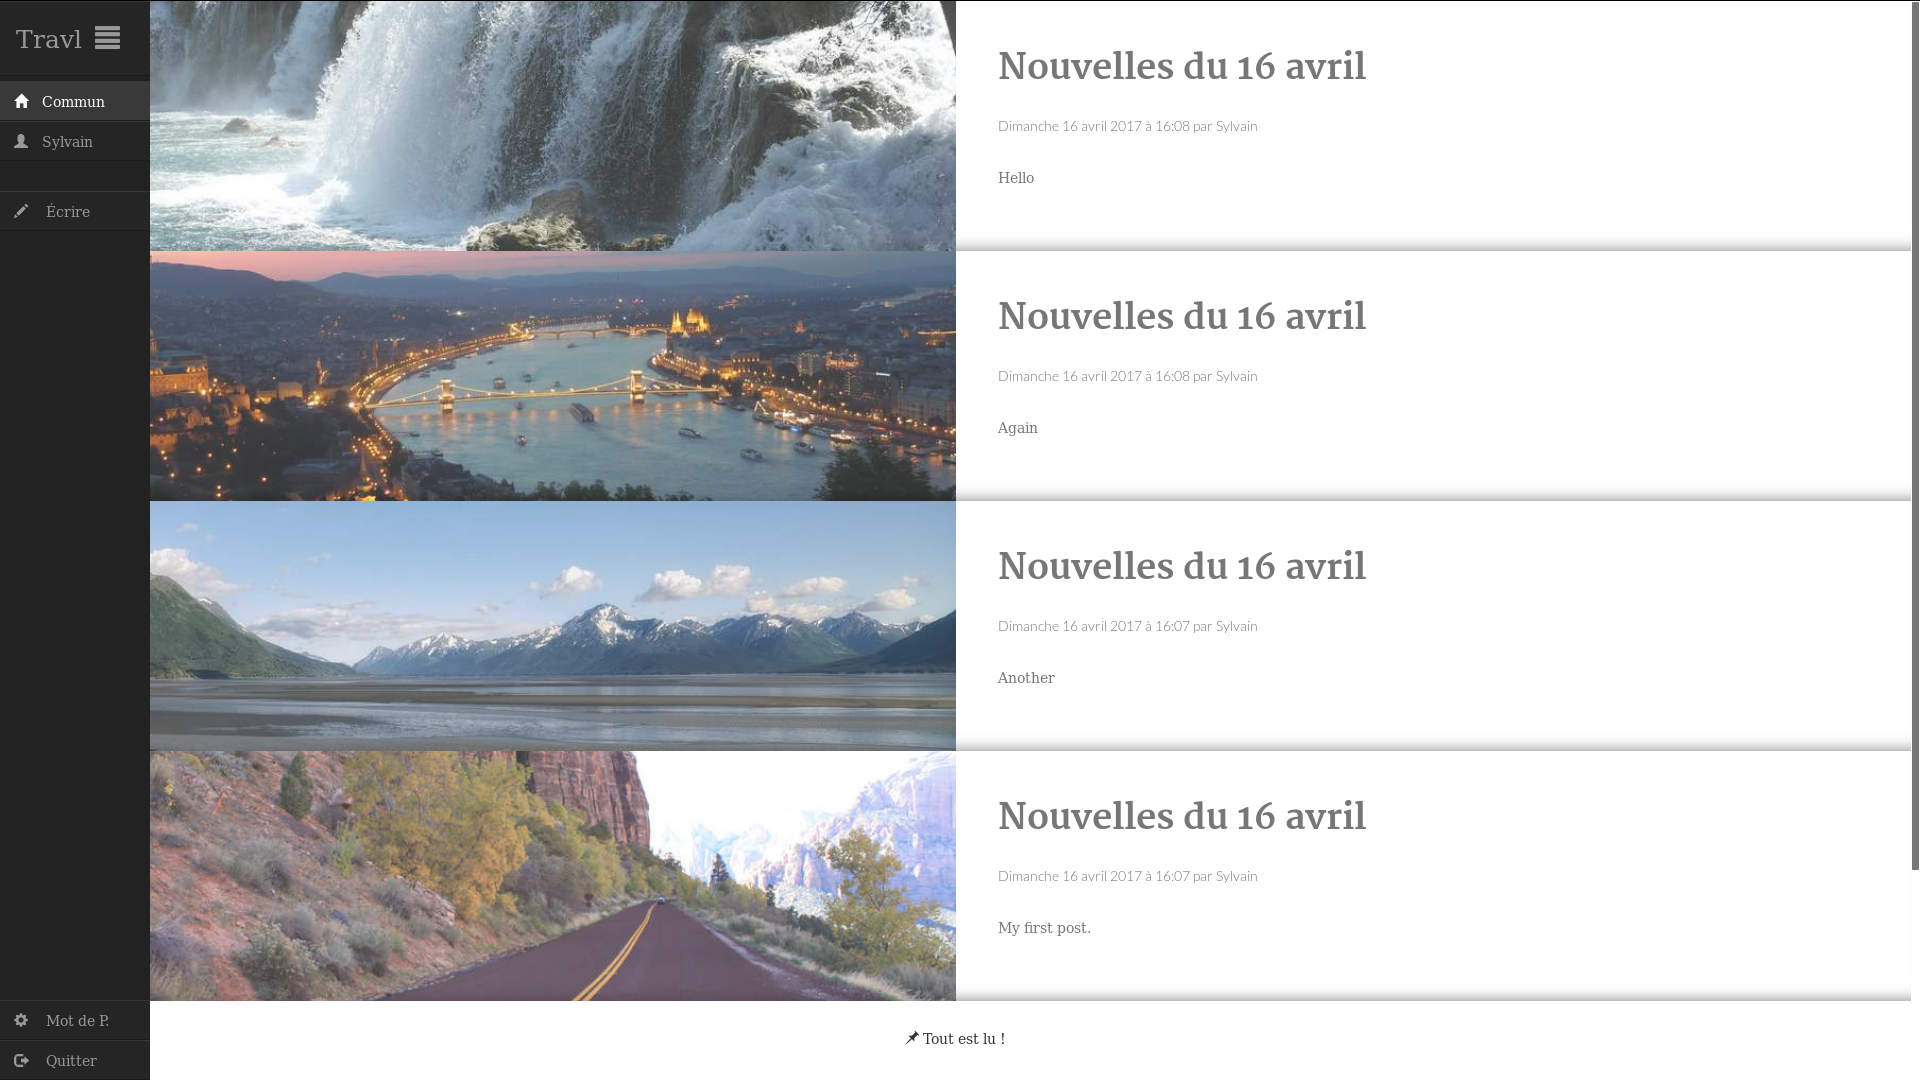 Travl
Commun
Sylvain
Écrire
Mot de P.
Quitter
Nouvelles du 16 avril
Dimanche 16 avril 2017 à 16:08 par Sylvain
Hello
Nouvelles du 16 avril
Dimanche 16 avril 2017 à 16:08 par Sylvain
Again
Nouvelles du 16 avril
Dimanche 16 avril 2017 à 16:07 par Sylvain
Another
Nouvelles du 16 avril
Dimanche 16 avril 2017 à 16:07 par Sylvain
My first post.
Tout est lu !